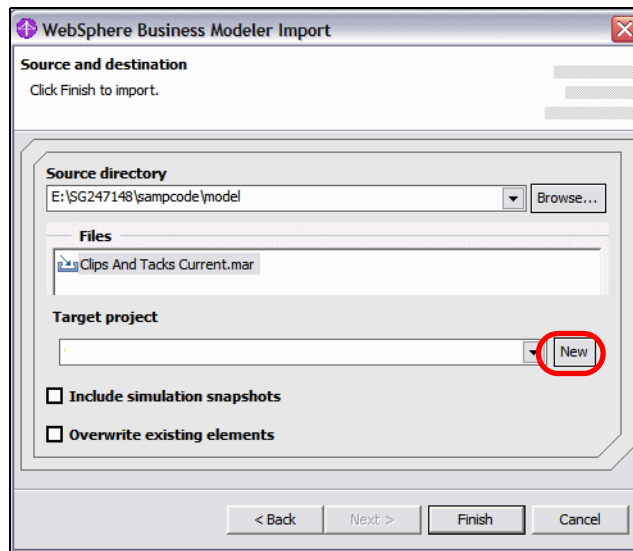 WebSphere Business Modeler Import
Source and destination
Click Finish to import.
Source directory
E:\SG247148\sampcode\model
Browse...
Files
Clips And Tacks Current.mar
Target project
New
Include simulation snapshots
Overwrite existing elements
< Back
Next >
Finish
Cancel